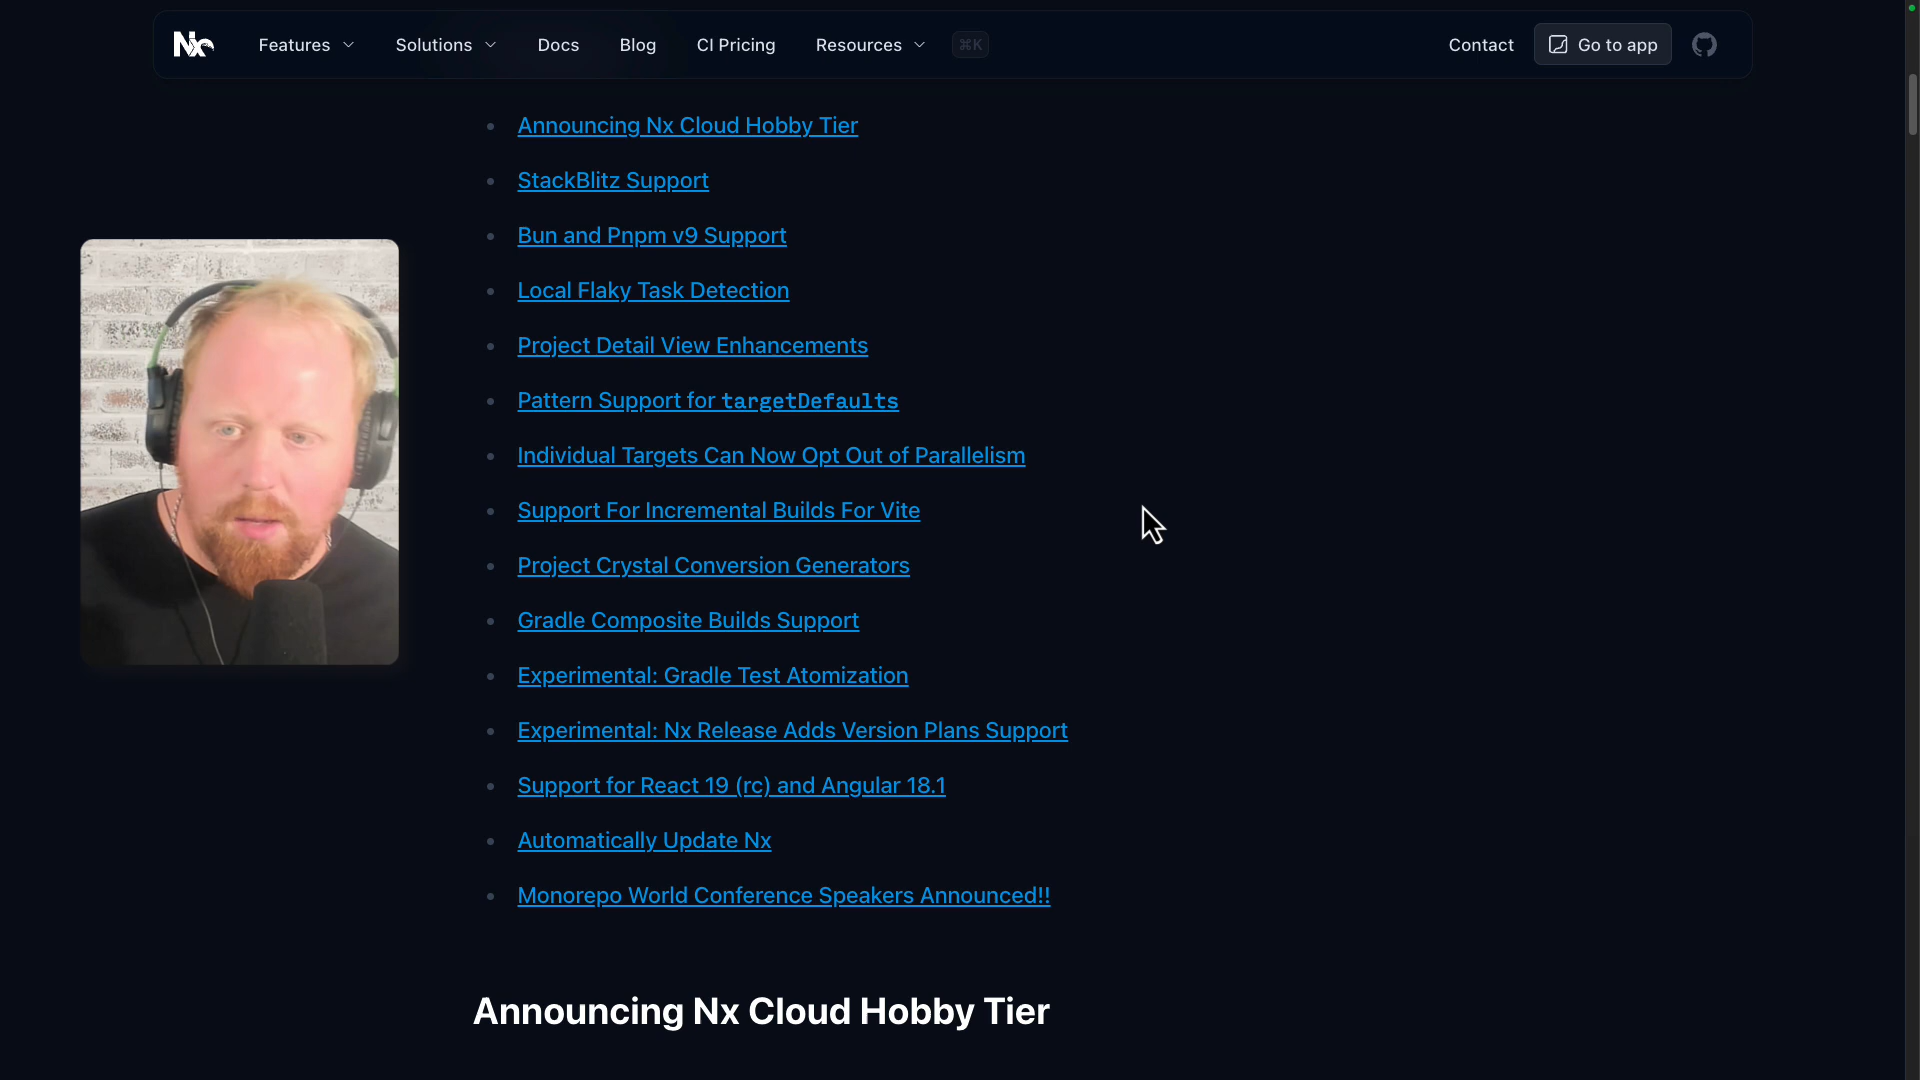 Nx
Features
Solutions
Docs
Blog
CI Pricing
Resources
⌘K
Contact
Go to app
Announcing Nx Cloud Hobby Tier
StackBlitz Support
Bun and Pnpm v9 Support
Local Flaky Task Detection
Project Detail View Enhancements
Pattern Support for targetDefaults
Individual Targets Can Now Opt Out of Parallelism
Support For Incremental Builds For Vite
Project Crystal Conversion Generators
Gradle Composite Builds Support
Experimental: Gradle Test Atomization
Experimental: Nx Release Adds Version Plans Support
Support for React 19 (rc) and Angular 18.1
Automatically Update Nx
Monorepo World Conference Speakers Announced!!
Announcing Nx Cloud Hobby Tier